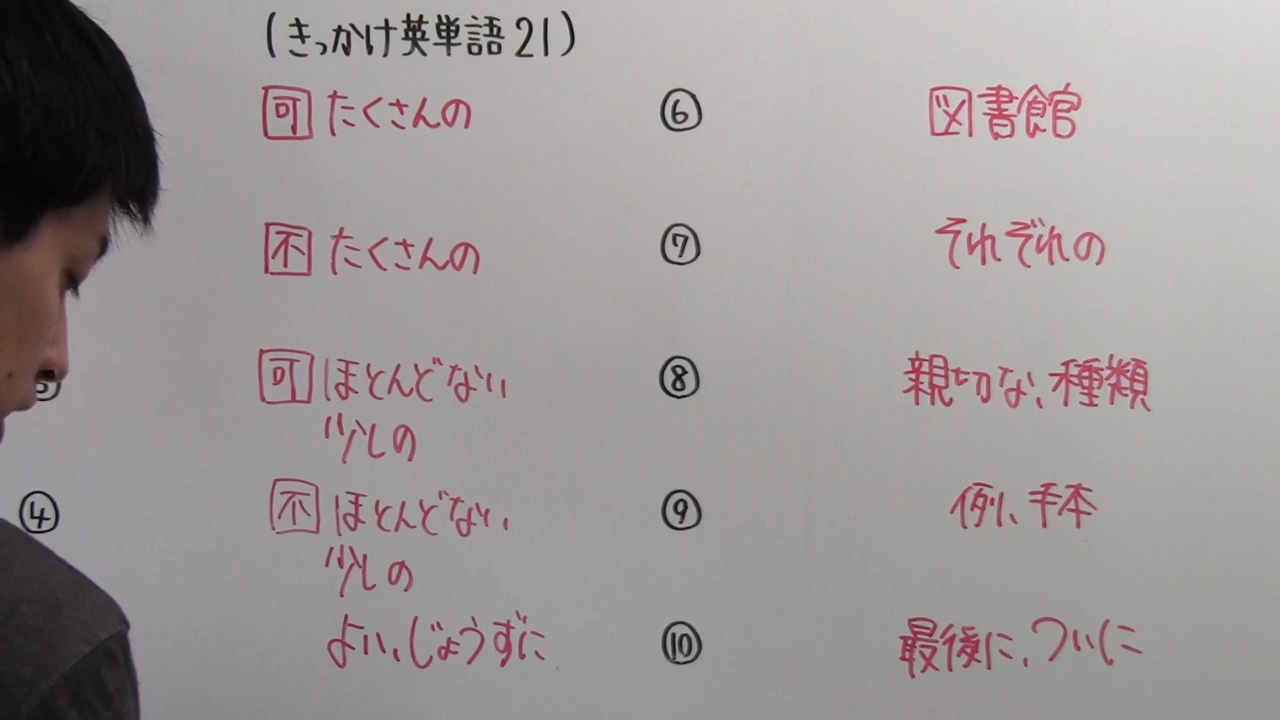 (きっかけ英単語21)
可 たくさんの
不 たくさんの
可 ほとんどない
少しの
④ 不 ほとんどない、
少しの
よい、じょうずに
⑥ 図書館
⑦ それぞれの
⑧ 親切な、種類
⑨ 例、手本
⑩ 最後に、ついに